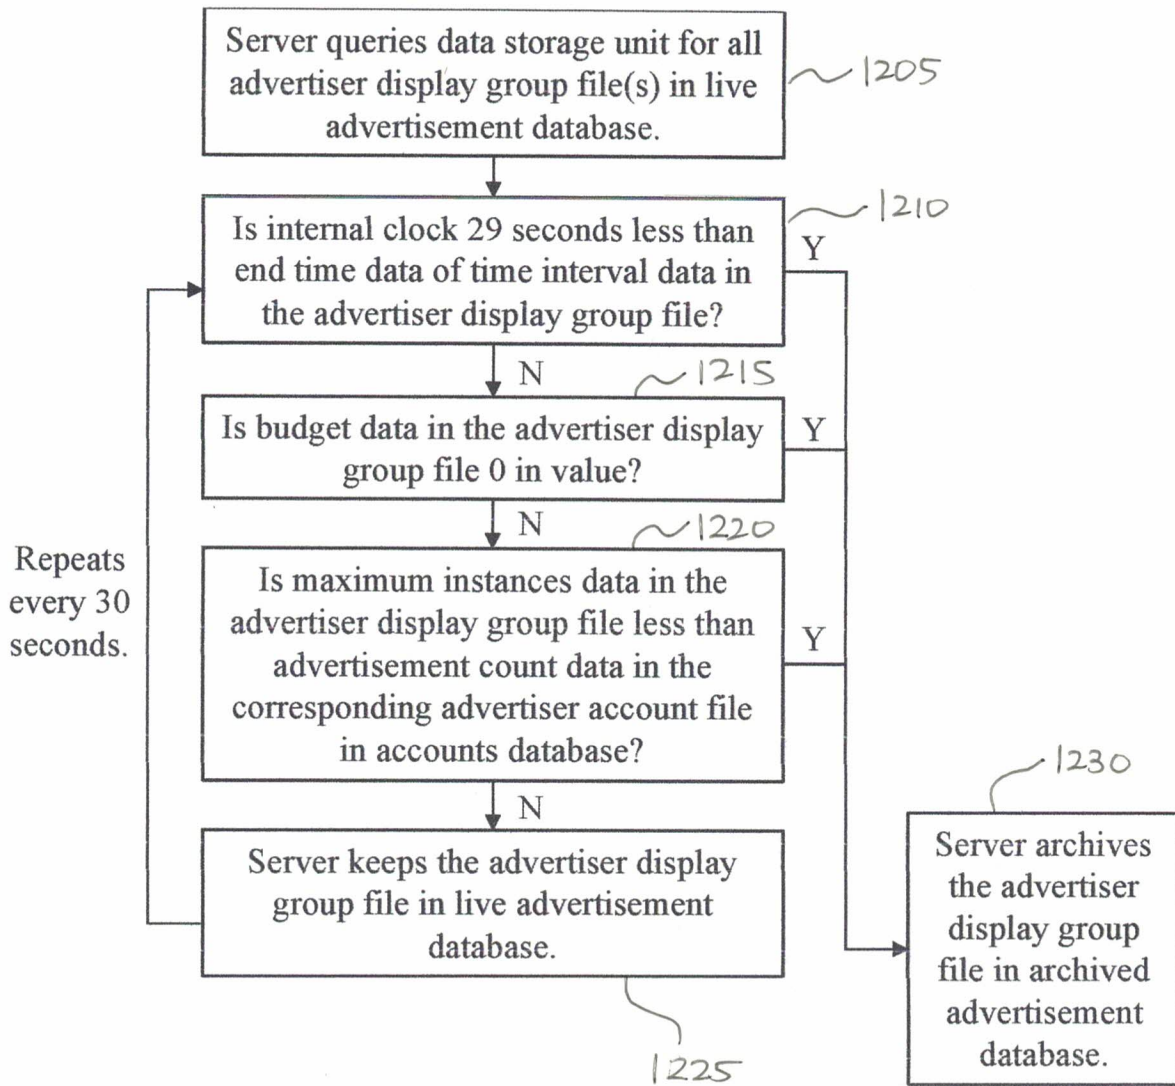 Server queries data storage unit for all
advertiser display group file(s) in live
advertisement database.
1205
1210
Is internal clock 29 seconds less than
end time data of time interval data in
the advertiser display group file?
Y
N
1215
Is budget data in the advertiser display
group file 0 in value?
Y
N
1220
Repeats
every 30
seconds.
Is maximum instances data in the
advertiser display group file less than
advertisement count data in the
corresponding advertiser account file
in accounts database?
Y
N
1230
Server keeps the advertiser display
group file in live advertisement
database.
1225
Server archives
the advertiser
display group
file in archived
advertisement
database.